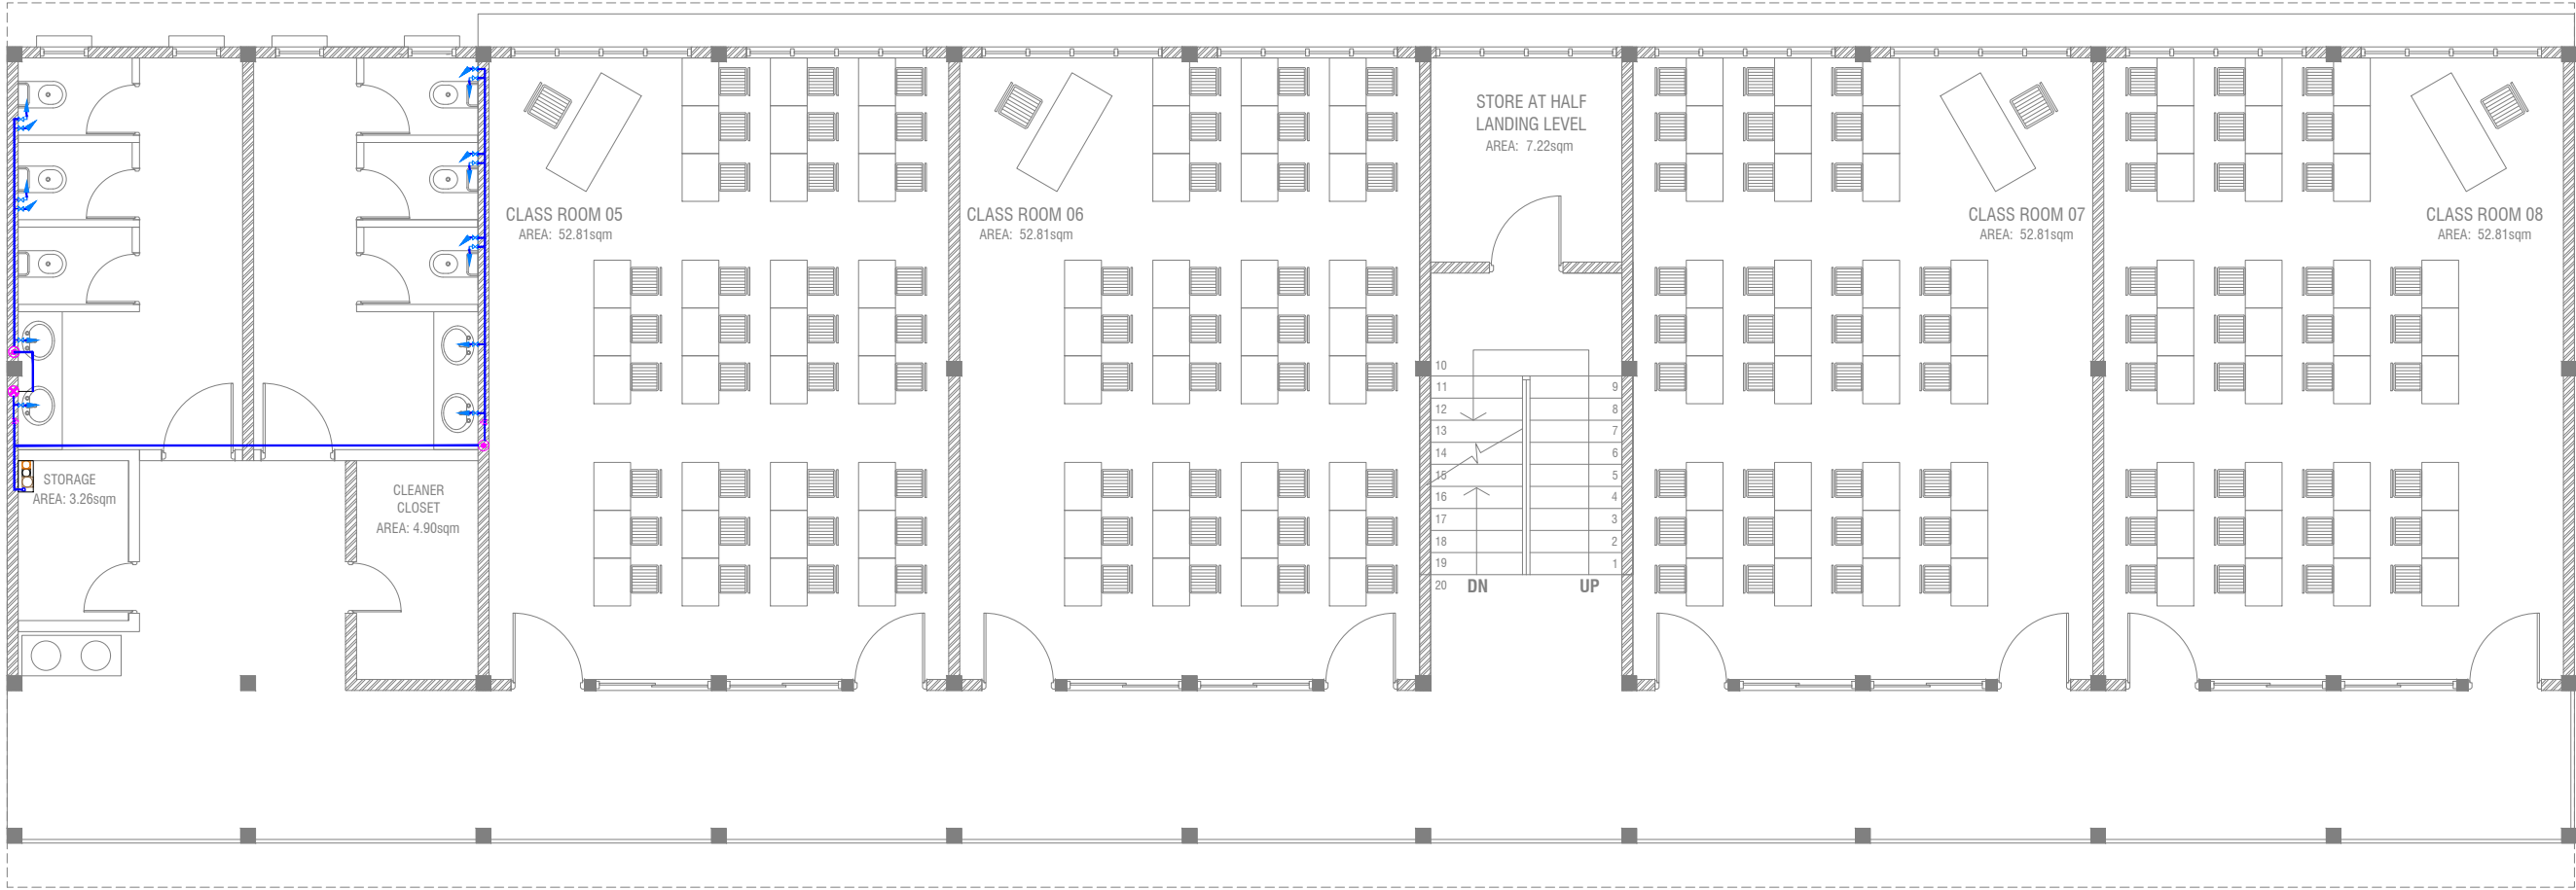 STORE AT HALF
LANDING LEVEL
AREA: 7.22sqm
CLASS ROOM 05
AREA: 52.81sqm
CLASS ROOM 06
AREA: 52.81sqm
CLASS ROOM 07
AREA: 52.81sqm
CLASS ROOM 08
AREA: 52.81sqm
10
11
12
13
14
15
16
17
18
19
20
9
8
7
6
5
4
3
2
1
DN
UP
STORAGE
AREA: 3.26sqm
CLEANER
CLOSET
AREA: 4.90sqm